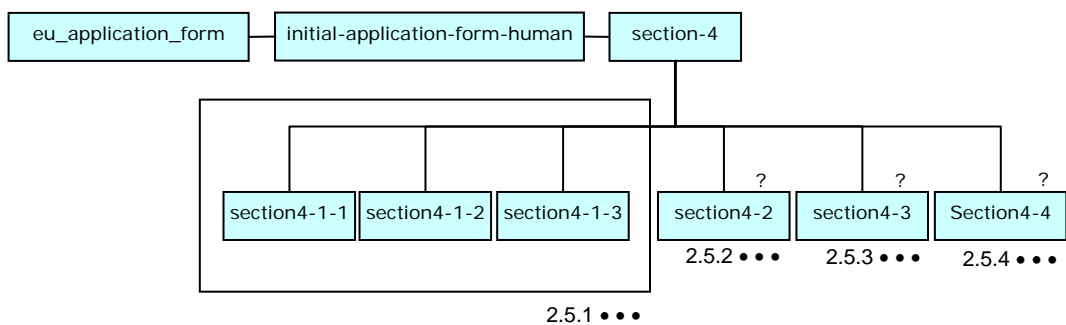 eu_application_form initial-application-form-human section-4
? ? ?
section4-1-1 section4-1-2 section4-1-3 section4-2 section4-3 Section4-4
2.5.2 ● ● ● 2.5.3 ● ● ● 2.5.4 ● ● ●
2.5.1 ● ● ●